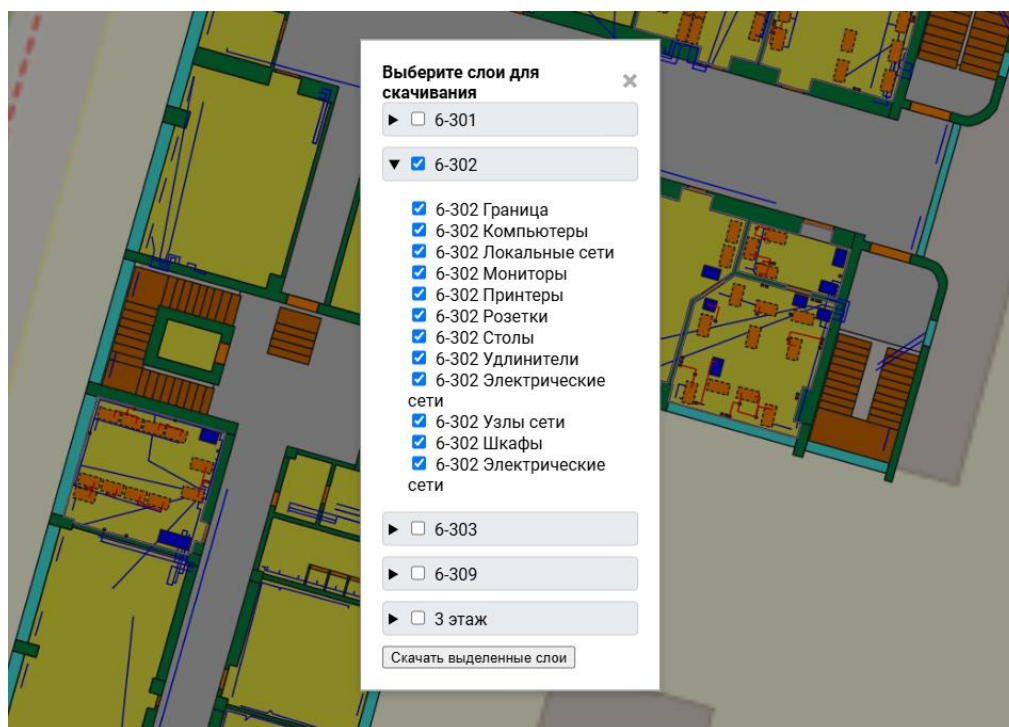 Выберите слои для
скачивания
6-301
6-302
6-302 Граница
6-302 Компьютеры
6-302 Локальные сети
6-302 Мониторы
6-302 Принтеры
6-302 Розетки
6-302 Столы
6-302 Удлинители
6-302 Электрические
сети
6-302 Узлы сети
6-302 Шкафы
6-302 Электрические
сети
6-303
6-309
3 этаж
Скачать выделенные слои